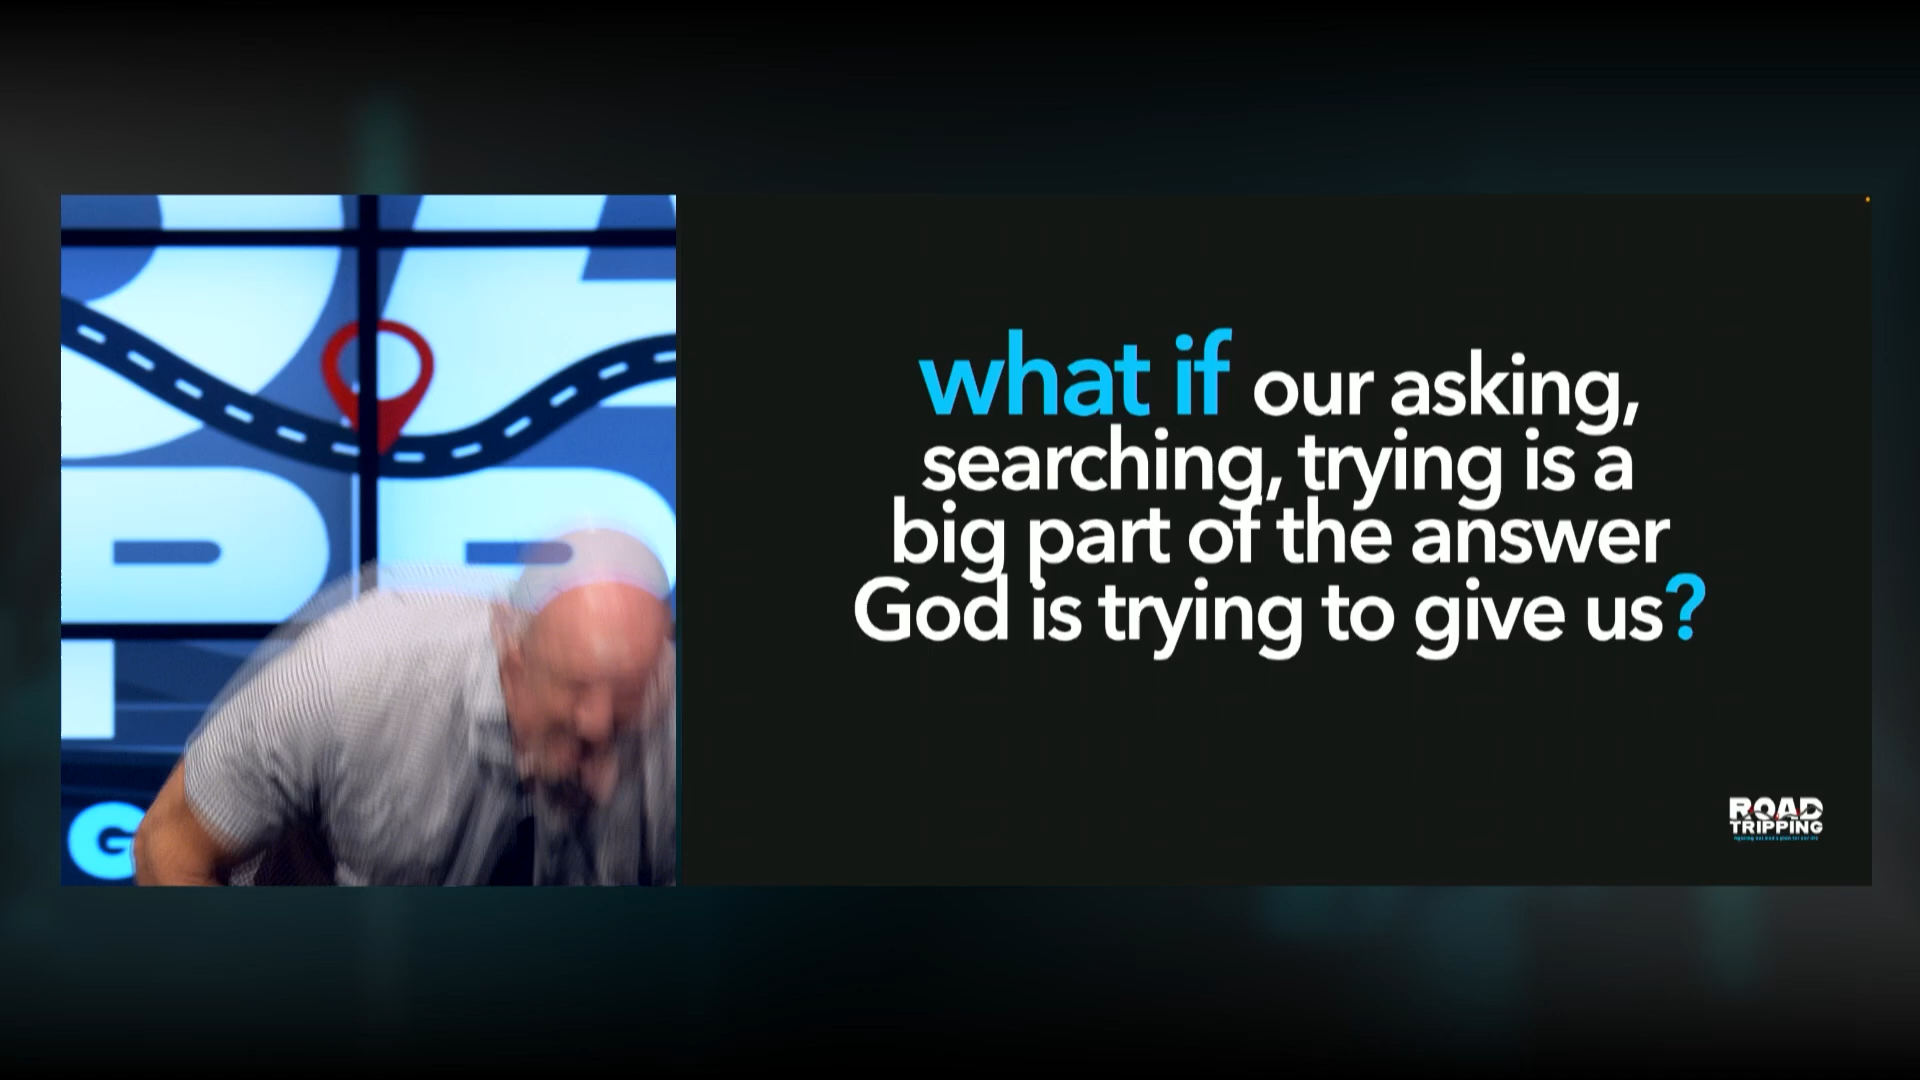 what if our asking,
searching, trying is a
big part of the answer
God is trying to give us?
ROAD
TRIPPING
G